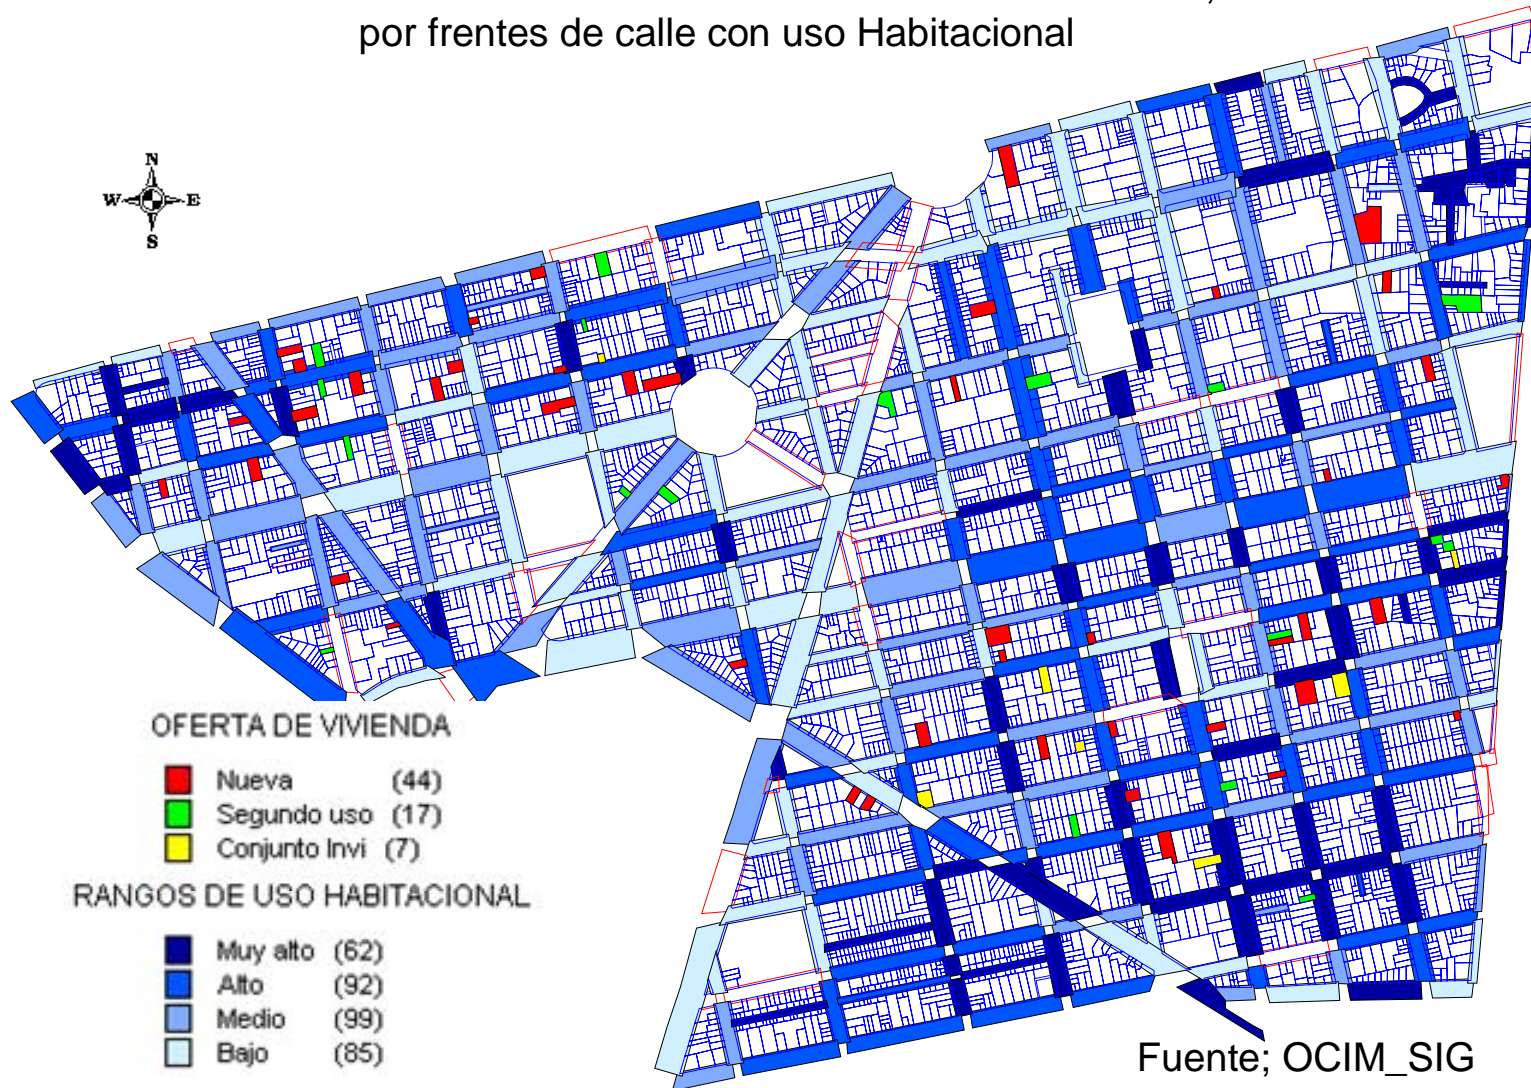 por frentes de calle con uso Habitacional
N
W E
S
OFERTA DE VIVIENDA
Nueva (44)
Segundo uso (17)
Conjunto Invi (7)
RANGOS DE USO HABITACIONAL
Muy alto (62)
Alto (92)
Medio (99)
Bajo (85)
Fuente; OCIM_SIG